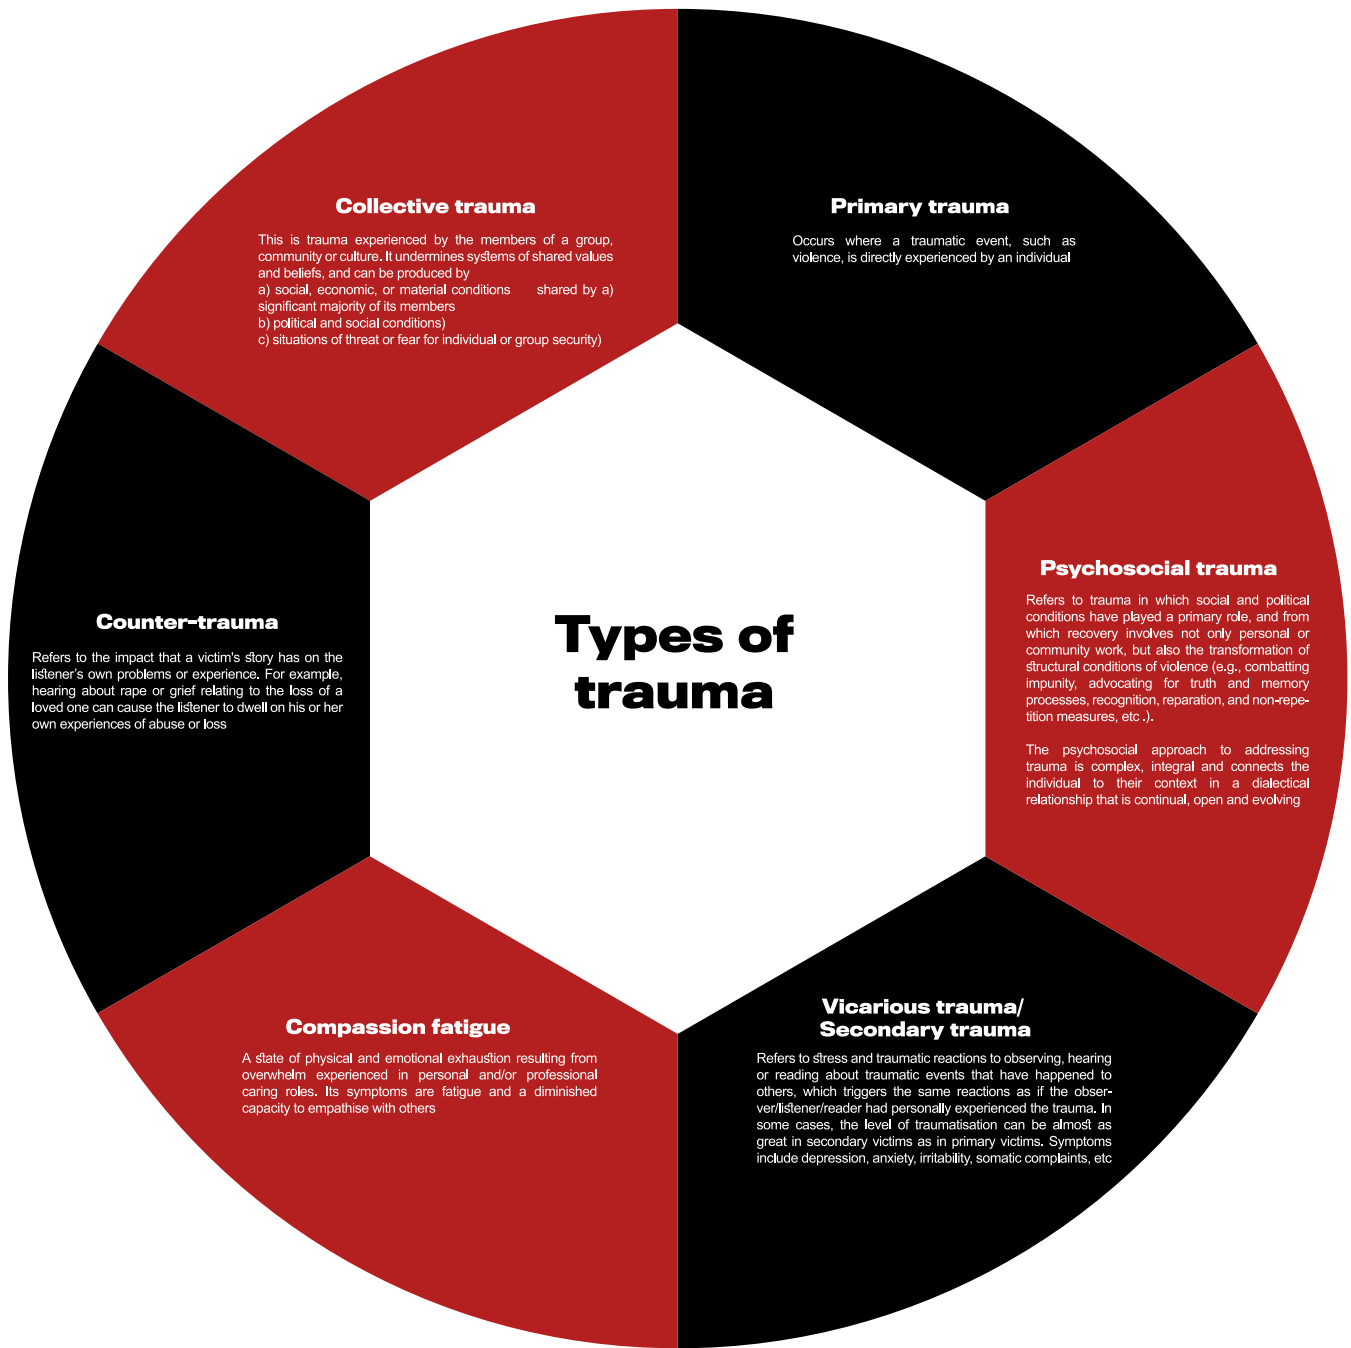 Types of
trauma
Primary trauma
Occurs where a traumatic event, such as
violence, is directly experienced by an individual
Psychosocial trauma
Refers to trauma in which social and political
conditions have played a primary role, and from
which recovery involves not only personal or
community work, but also the transformation of
structural conditions of violence (e.g., combatting
impunity, advocating for truth and memory
processes, recognition, reparation, and non-repe-
tition measures, etc .).
The psychosocial approach to addressing
trauma is complex, integral and connects the
individual to their context in a dialectical
relationship that is continual, open and evolving
Vicarious trauma/
Secondary trauma
Refers to stress and traumatic reactions to observing, hearing
or reading about traumatic events that have happened to
others, which triggers the same reactions as if the obser-
ver/listener/reader had personally experienced the trauma. In
some cases, the level of traumatisation can be almost as
great in secondary victims as in primary victims. Symptoms
include depression, anxiety, irritability, somatic complaints, etc
Compassion fatigue
A state of physical and emotional exhaustion resulting from
overwhelm experienced in personal and/or professional
caring roles. Its symptoms are fatigue and a diminished
capacity to empathise with others
Counter-trauma
Refers to the impact that a victim's story has on the
listener's own problems or experience. For example,
hearing about rape or grief relating to the loss of a
loved one can cause the listener to dwell on his or her
own experiences of abuse or loss
Collective trauma
This is trauma experienced by the members of a group,
community or culture. It undermines systems of shared values
and beliefs, and can be produced by
a) social, economic, or material conditions shared by a)
significant majority of its members
b) political and social conditions)
c) situations of threat or fear for individual or group security)